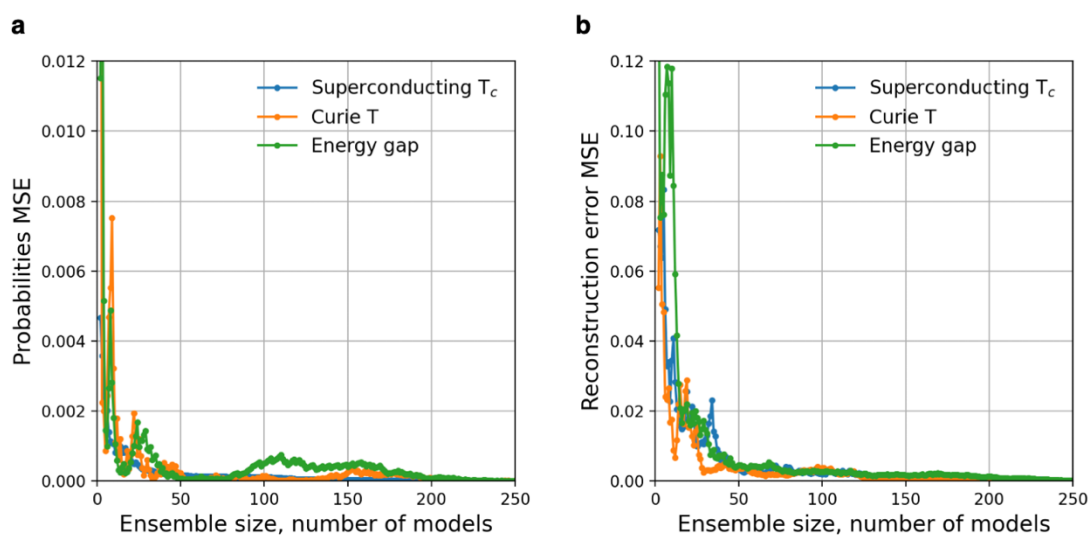 a
0.012
0.010
0.008
0.006
0.004
0.002
0.000
Probabilities MSE
Superconducting Tc
Curie T
Energy gap
0 50 100 150 200 250
Ensemble size, number of models
b
0.12
0.10
0.08
0.06
0.04
0.02
0.00
Reconstruction error MSE
Superconducting Tc
Curie T
Energy gap
0 50 100 150 200 250
Ensemble size, number of models